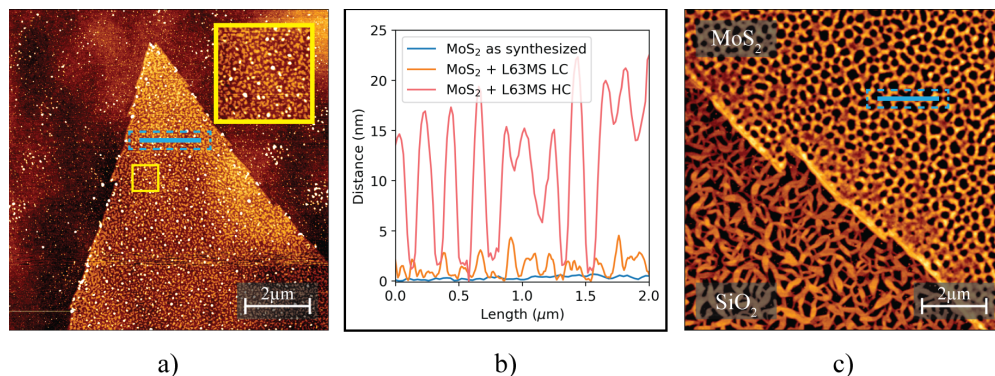 2μm
a)
25
20
15
10
5
0
0.0 0.5 1.0 1.5 2.0
Distance (nm)
Length (μm)
MoS₂ as synthesized
MoS₂ + L63MS LC
MoS₂ + L63MS HC
b)
MoS₂
SiO₂
2μm
c)